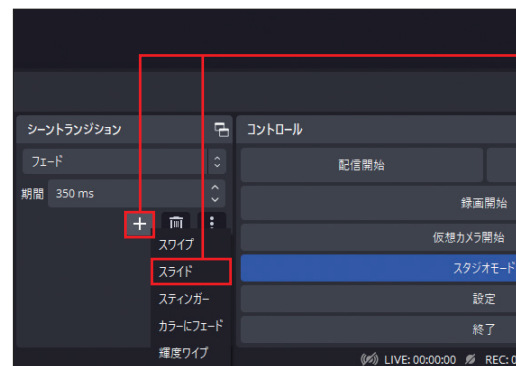 シーントランジション
フェード
期間 350 ms
スワイプ
スライド
スティンガー
カラーにフェード
輝度ワイプ
コントロール
配信開始
録画開始
仮想カメラ開始
スタジオモード
設定
終了
LIVE: 00:00:00 REC: